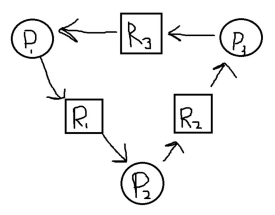 P₁ R₃ P₃
R₁ R₂
P₂